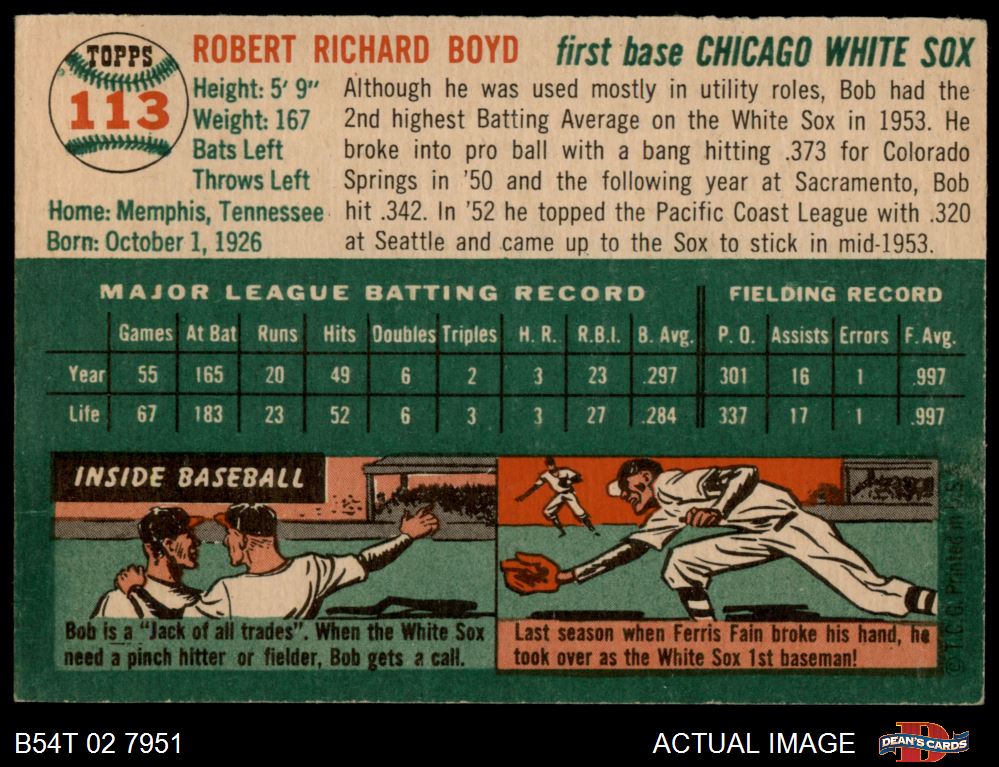 TOPPS
113
ROBERT RICHARD BOYD first base CHICAGO WHITE SOX
Height: 5' 9"
Weight: 167
Bats Left
Throws Left
Home: Memphis, Tennessee
Born: October 1, 1926
Although he was used mostly in utility roles, Bob had the
2nd highest Batting Average on the White Sox in 1953. He
broke into pro ball with a bang hitting .373 for Colorado
Springs in '50 and the following year at Sacramento, Bob
hit .342. In '52 he topped the Pacific Coast League with .320
at Seattle and came up to the Sox to stick in mid-1953.
MAJOR LEAGUE BATTING RECORD FIELDING RECORD
Games At Bat Runs Hits Doubles Triples H. R. R.B.I. B. Avg. P. O. Assists Errors F. Avg.
Year 55 165 20 49 6 2 3 23 .297 301 16 1 .997
Life 67 183 23 52 6 3 3 27 .284 337 17 1 .997
INSIDE BASEBALL
Bob is a "Jack of all trades". When the White Sox
need a pinch hitter or fielder, Bob gets a call.
Last season when Ferris Fain broke his hand, he
took over as the White Sox 1st baseman!
© T.C.G. Printed in U.S.
B54T 02 7951
ACTUAL IMAGE
DEAN'S CARDS